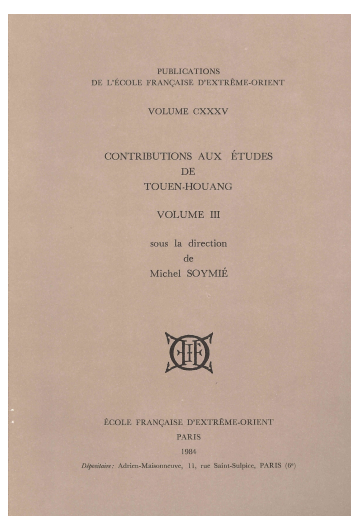 PUBLICATIONS
DE L'ÉCOLE FRANÇAISE D'EXTRÊME-ORIENT
VOLUME CXXXV
CONTRIBUTIONS AUX ÉTUDES
DE
TOUEN-HOUANG
VOLUME III
sous la direction
de
Michel SOYMIÉ
ÉCOLE FRANÇAISE D'EXTRÊME-ORIENT
PARIS
1984
Dépositaire : Adrien-Maisonneuve, 11, rue Saint-Sulpice, PARIS (6e)